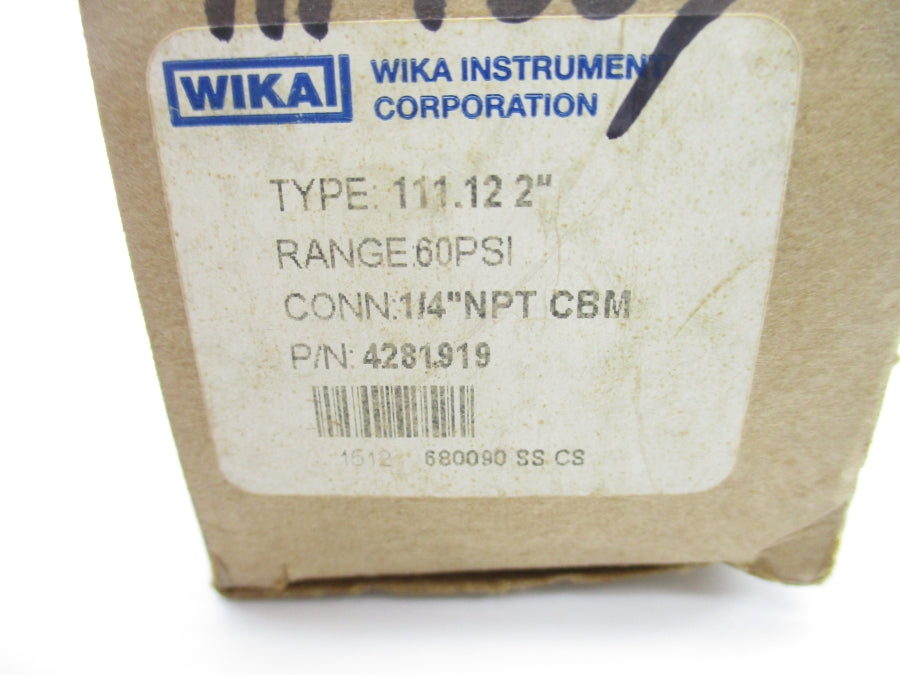 WIKA
WIKA INSTRUMENT
CORPORATION
TYPE: 111.12 2"
RANGE:60PSI
CONN:1/4"NPT CBM
P/N: 4281919
1512 680090 SS CS